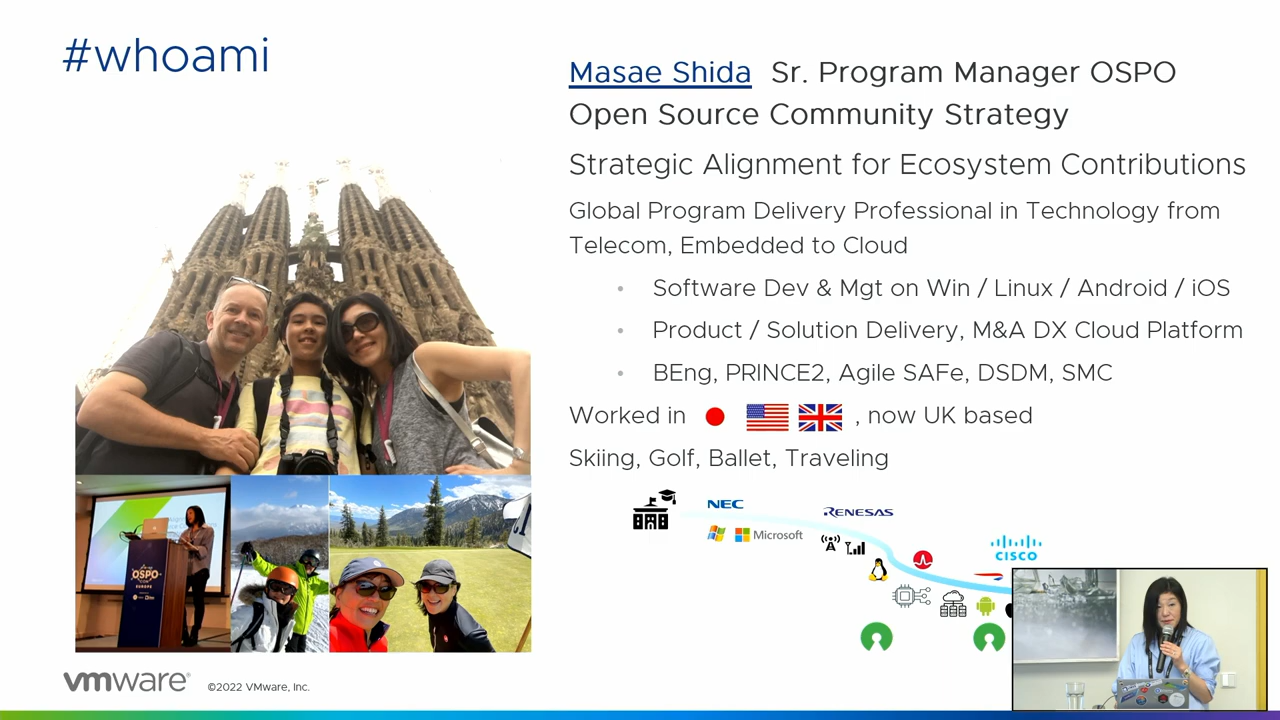 #whoami
Masae Shida Sr. Program Manager OSPO
Open Source Community Strategy
Strategic Alignment for Ecosystem Contributions
Global Program Delivery Professional in Technology from
Telecom, Embedded to Cloud
• Software Dev & Mgt on Win / Linux / Android / iOS
• Product / Solution Delivery, M&A DX Cloud Platform
• BEng, PRINCE2, Agile SAFe, DSDM, SMC
Worked in , now UK based
Skiing, Golf, Ballet, Traveling
NEC
RENESAS
Microsoft
CISCO
OSPO
EUROPE
vmware
©2022 VMware, Inc.